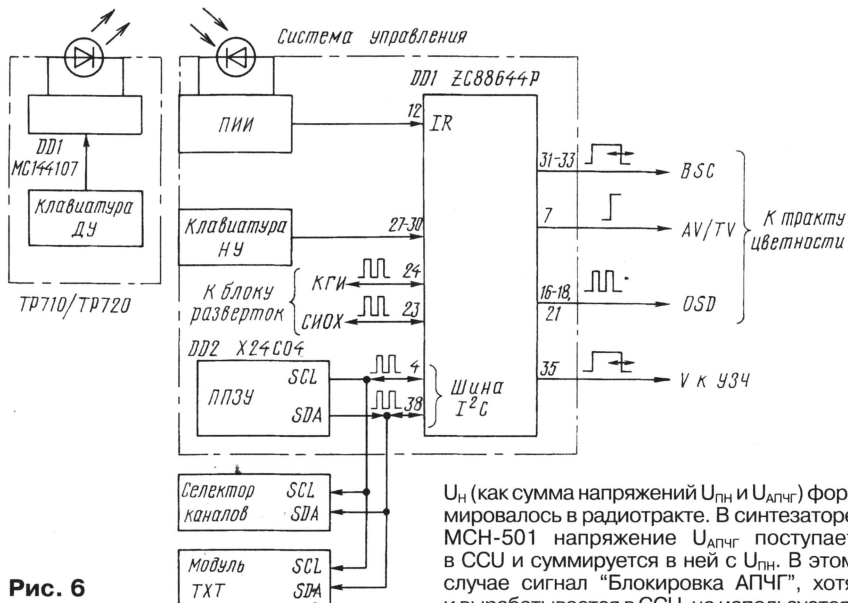 Система управления
DD1 ZC88644P
ПИИ
12
IR
DD1
MC144107
Клавиатура
ДУ
TP710/TP720
31-33
BSC
7
AV/TV
К тракту
цветности
Клавиатура
НУ
27-30
К блоку
разверток
КГИ
24
СИОХ
23
16-18,
21
OSD
DD2 X24C04
ППЗУ
SCL
SDA
4
38
Шина
I²C
35
V к УЗЧ
Селектор
каналов
SCL
SDA
Модуль
ТХТ
SCL
SDA
Рис. 6
Uн (как сумма напряжений Uпн и Uапчг) фор-
мировалось в радиотракте. В синтезаторе
МСН-501 напряжение Uапчг поступает
в CCU и суммируется в ней с Uпн. В этом
случае сигнал “Блокировка АПЧГ”, хотя